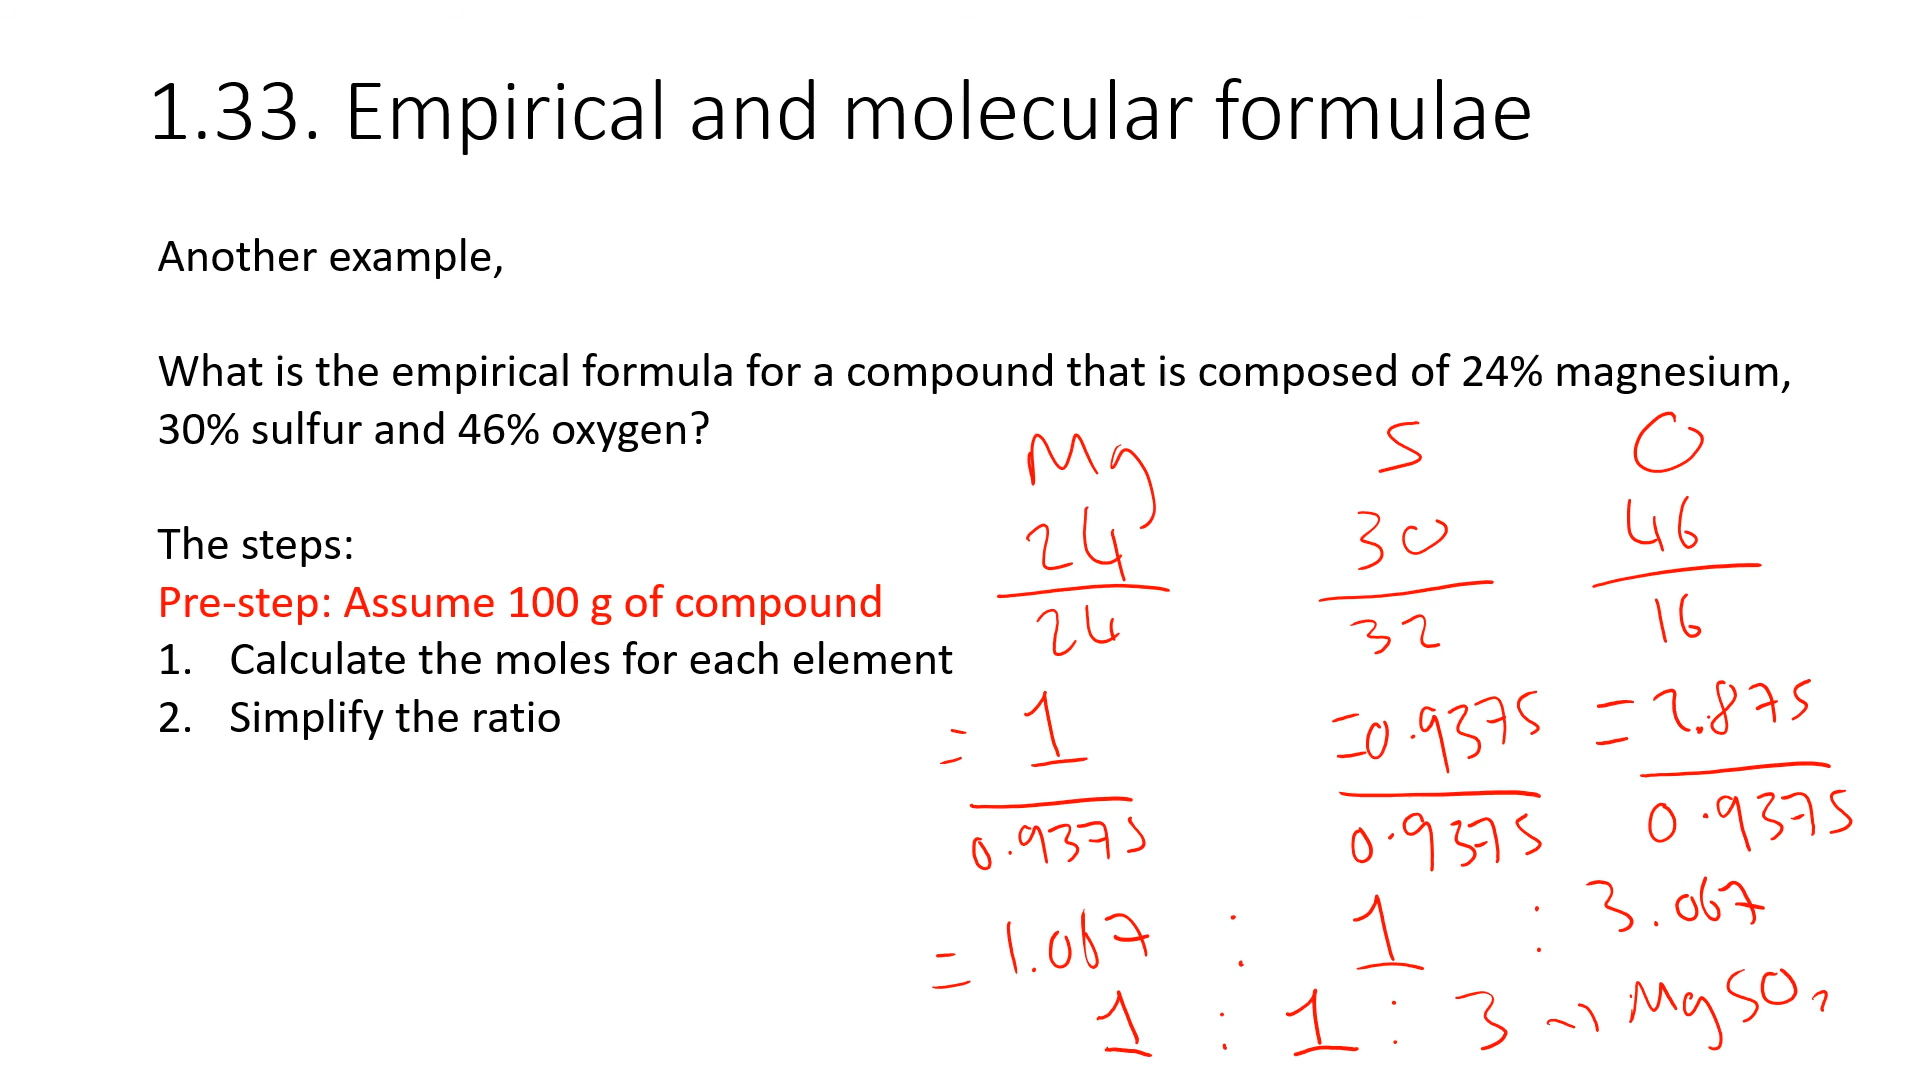 1.33. Empirical and molecular formulae
Another example,
What is the empirical formula for a compound that is composed of 24% magnesium,
30% sulfur and 46% oxygen?
Mg S O
24 30 46
24 32 16
The steps:
Pre-step: Assume 100 g of compound
1. Calculate the moles for each element
2. Simplify the ratio
= 1 =0.9375 = 2.875
0.9375 0.9375 0.9375
= 1.067 : 1 : 3.067
1 : 1 : 3 → MgSO